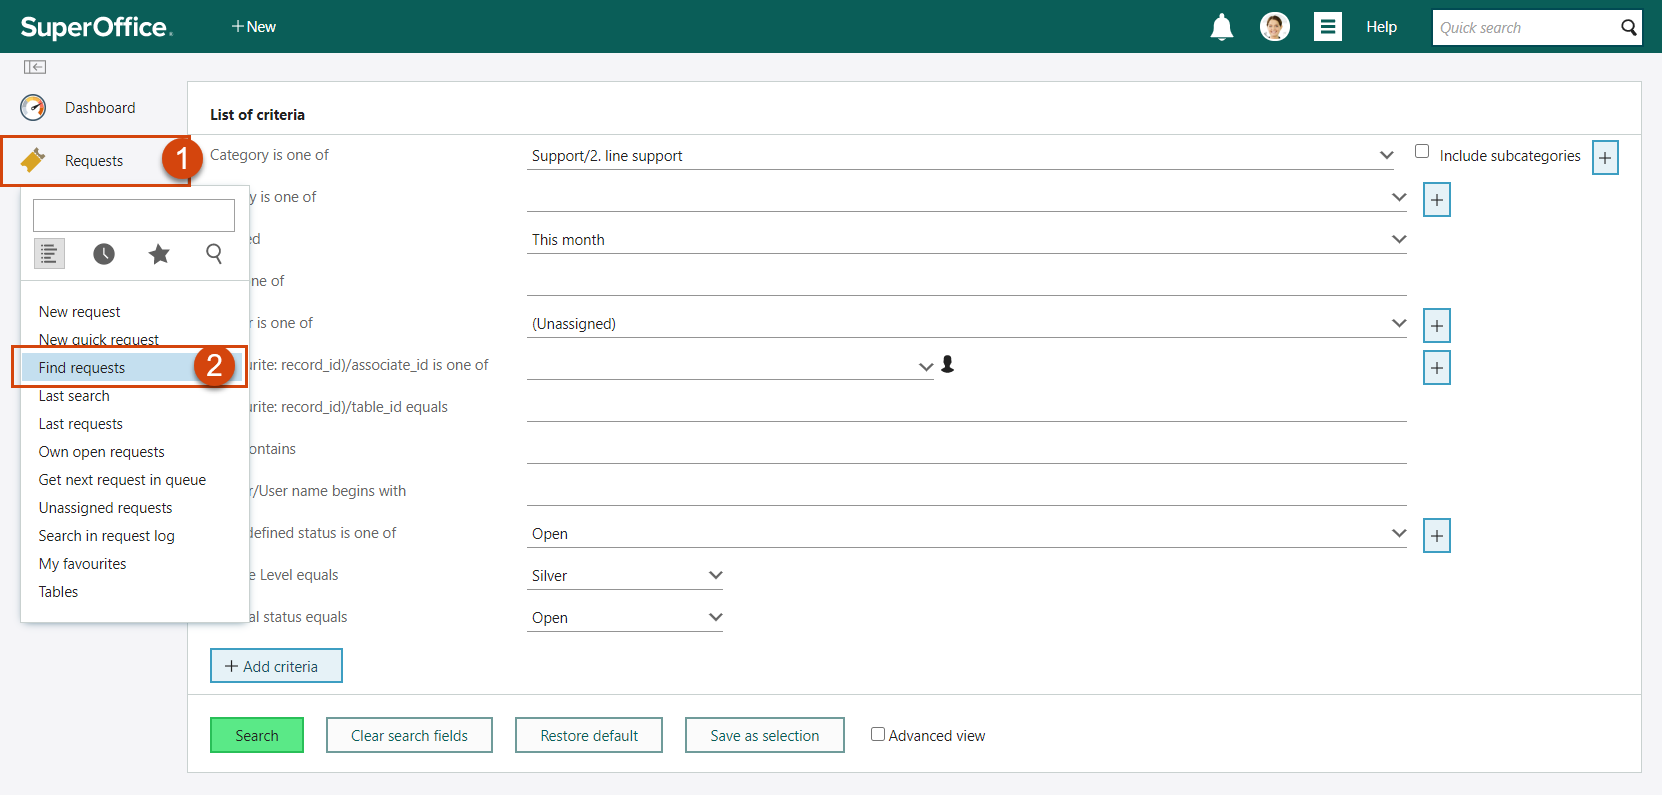 SuperOffice.
+ New
Help
Quick search
Dashboard
Requests
1
New request
New quick request
Find requests
2
Last search
Last requests
Own open requests
Get next request in queue
Unassigned requests
Search in request log
My favourites
Tables
List of criteria
Category is one of
Support/2. line support
Include subcategories
+
y is one of
+
ed
This month
ne of
r is one of
(Unassigned)
+
urite: record_id)/associate_id is one of
+
urite: record_id)/table_id equals
ontains
r/User name begins with
efined status is one of
Open
+
e Level equals
Silver
al status equals
Open
+ Add criteria
Search
Clear search fields
Restore default
Save as selection
Advanced view